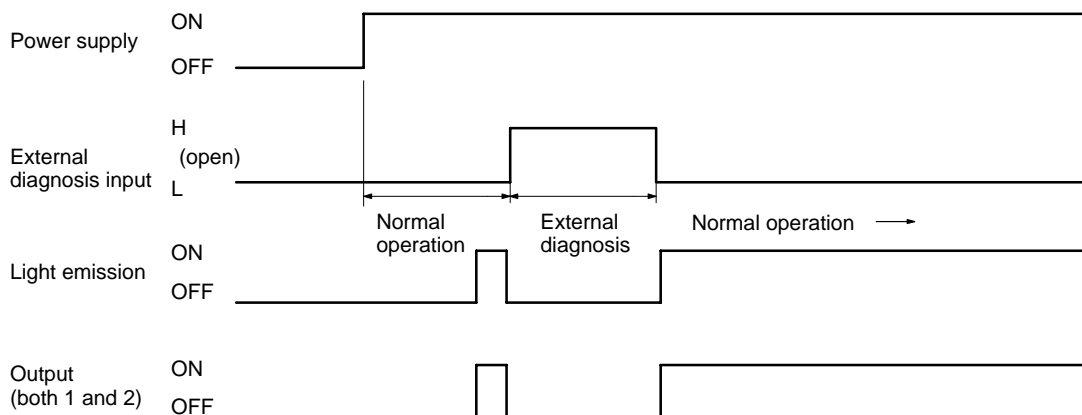 ON
Power supply
OFF
H
(open)
External
diagnosis input
L
Normal
operation
External
diagnosis
Normal operation
ON
Light emission
OFF
ON
Output
(both 1 and 2)
OFF